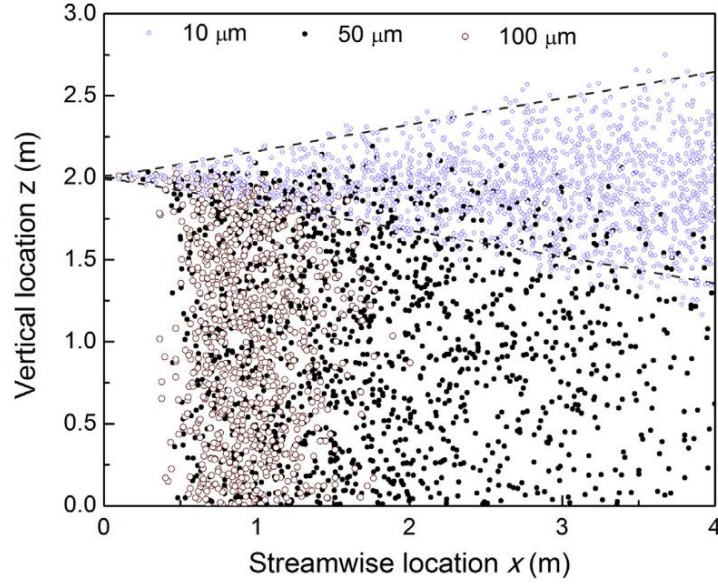 3.0
10 μm 50 μm 100 μm
2.5
2.0
1.5
1.0
0.5
0.0
Vertical location z (m)
0 1 2 3 4
Streamwise location x (m)